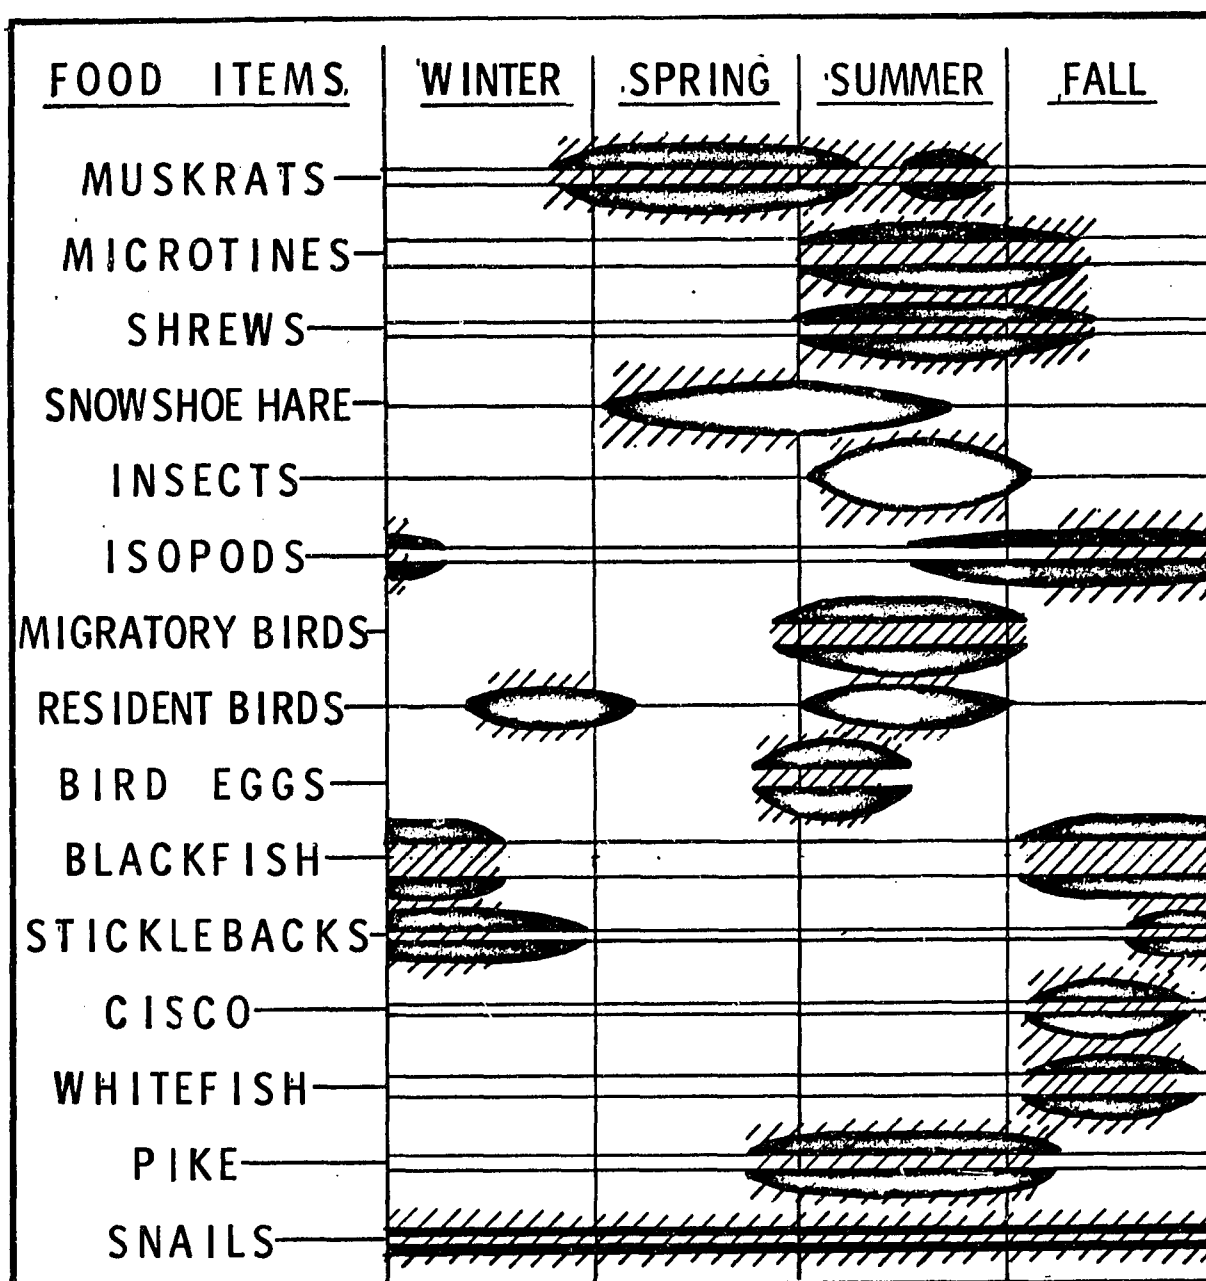 FOOD ITEMS WINTER SPRING SUMMER FALL
MUSKRATS
MICROTINES
SHREWS
SNOWSHOE HARE
INSECTS
ISOPODS
MIGRATORY BIRDS
RESIDENT BIRDS
BIRD EGGS
BLACKFISH
STICKLEBACKS
CISCO
WHITEFISH
PIKE
SNAILS